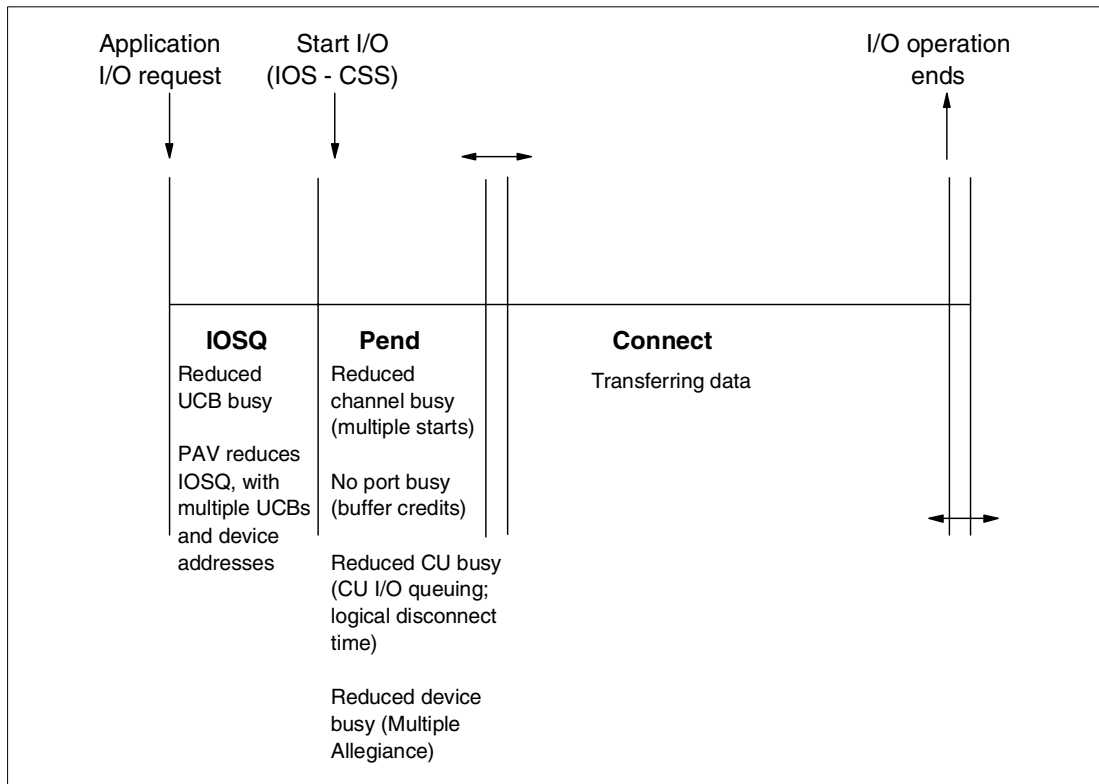 Application
I/O request
Start I/O
(IOS - CSS)
I/O operation
ends
IOSQ
Reduced
UCB busy
PAV reduces
IOSQ, with
multiple UCBs
and device
addresses
Pend
Reduced
channel busy
(multiple starts)
No port busy
(buffer credits)
Reduced CU busy
(CU I/O queuing;
logical disconnect
time)
Reduced device
busy (Multiple
Allegiance)
Connect
Transferring data